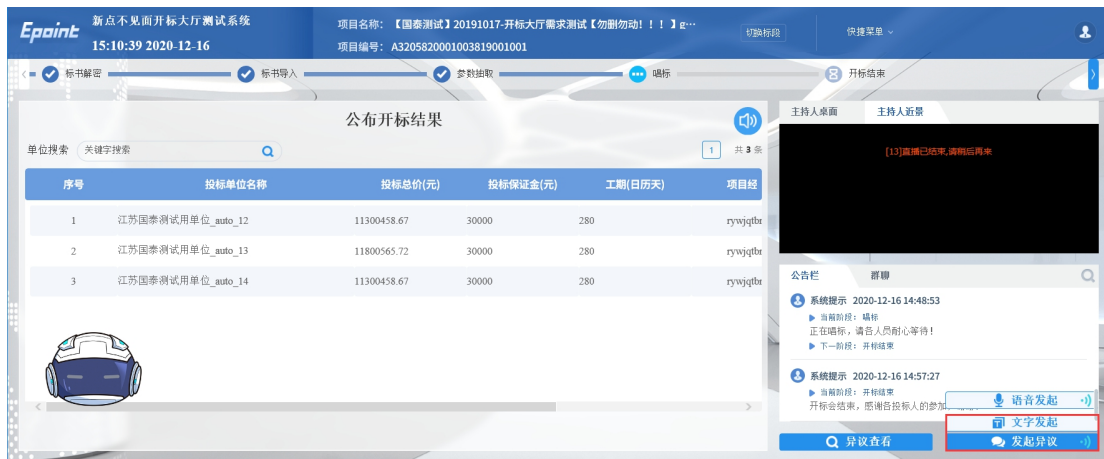 Epoint
新点不见面开标大厅测试系统
15:10:39 2020-12-16
项目名称: 【国泰测试】20191017-开标大厅需求测试【勿删勿动！！！】g…
项目编号: A3205820001003819001001
切换标段
快捷菜单
标书解密
标书导入
参数抽取
唱标
8 开标结束
公布开标结果
单位搜索 关键字搜索
1 共 3 条
序号 投标单位名称 投标总价(元) 投标保证金(元) 工期(日历天) 项目经
1 江苏国泰测试用单位_auto_12 11300458.67 30000 280 rywjqtbr
2 江苏国泰测试用单位_auto_13 11800565.72 30000 280 rywjqtbr
3 江苏国泰测试用单位_auto_14 11300458.67 30000 280 rywjqtbr
主持人桌面 主持人近景
[13]直播已结束,请稍后再来
公告栏 群聊
系统提示 2020-12-16 14:48:53
当前阶段: 唱标
正在唱标，请各人员耐心等待！
下一阶段: 开标结束
系统提示 2020-12-16 14:57:27
当前阶段: 开标结束
开标会结束，感谢各投标人的参加
语音发起
文字发起
异议查看
发起异议